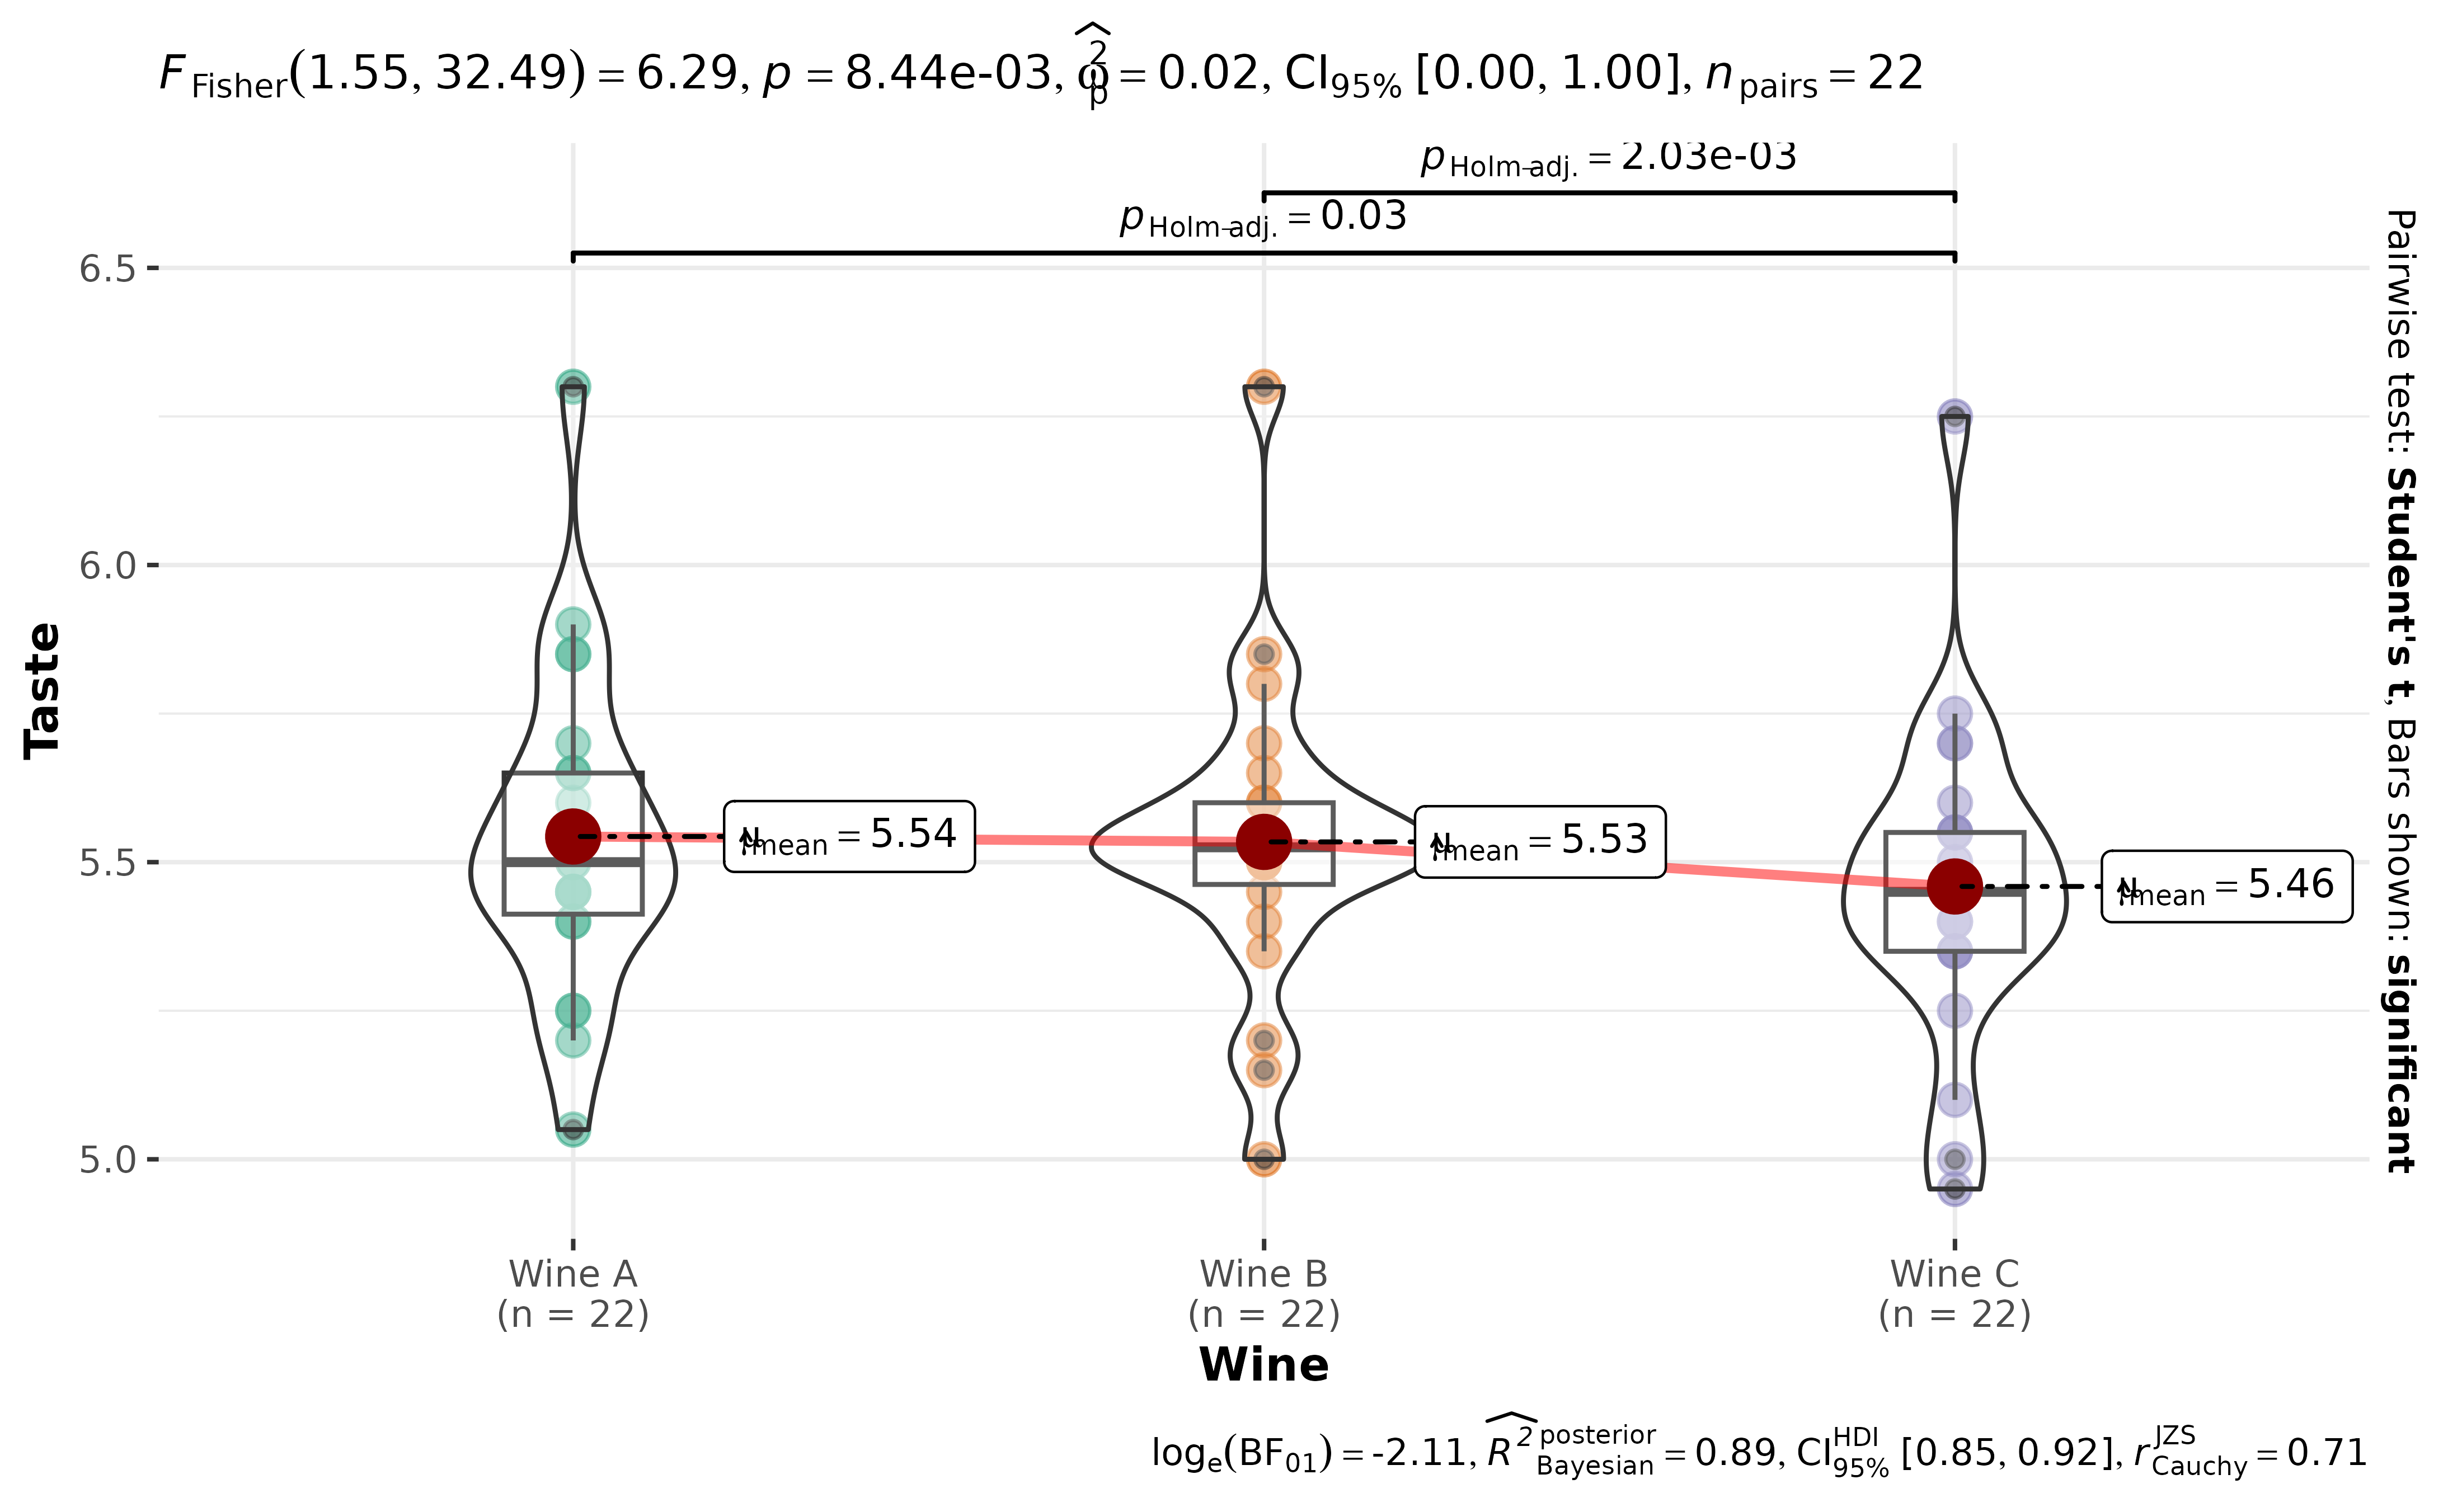 F Fisher(1.55, 32.49) = 6.29, p = 8.44e-03, ω̂²p = 0.02, CI95% [0.00, 1.00], npairs = 22
pHolm-adj. = 2.03e-03
pHolm-adj. = 0.03
6.5
6.0
5.5
5.0
Taste
μ̂mean = 5.54
μ̂mean = 5.53
μ̂mean = 5.46
Pairwise test: Student's t, Bars shown: significant
Wine A
(n = 22)
Wine B
(n = 22)
Wine C
(n = 22)
Wine
loge(BF01) = -2.11, R̂² posterior Bayesian = 0.89, CI HDI 95% [0.85, 0.92], r JZS Cauchy = 0.71